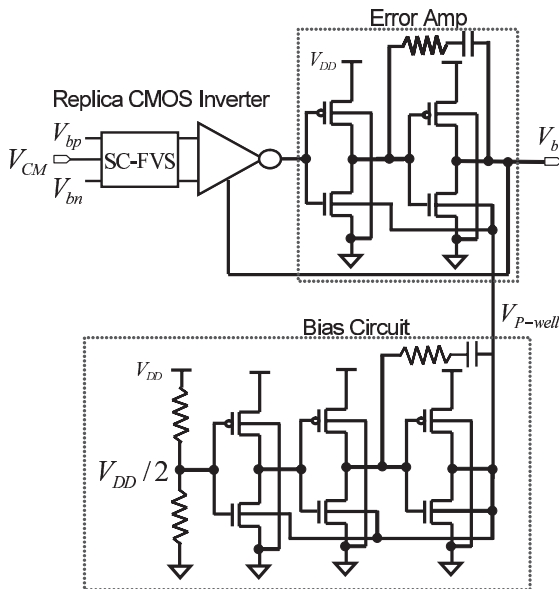 Error Amp
V_DD
Replica CMOS Inverter
V_bp
V_CM
SC-FVS
V_bn
V_b
V_P-well
Bias Circuit
V_DD
V_DD /2